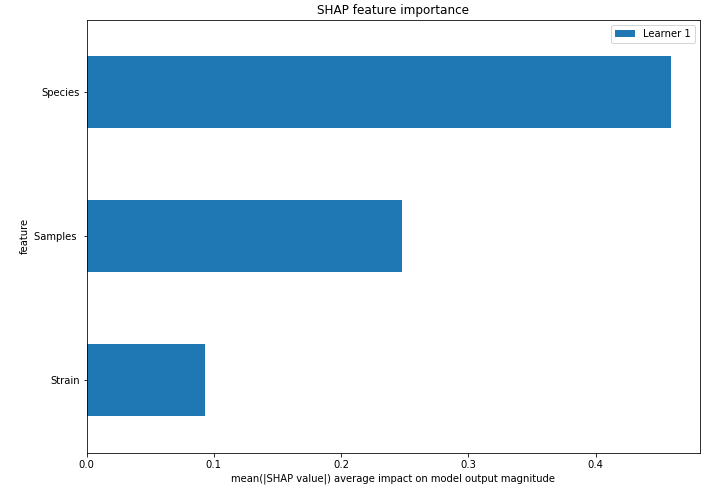 SHAP feature importance
Learner 1
Species
Samples
Strain
feature
0.0 0.1 0.2 0.3 0.4
mean(|SHAP value|) average impact on model output magnitude